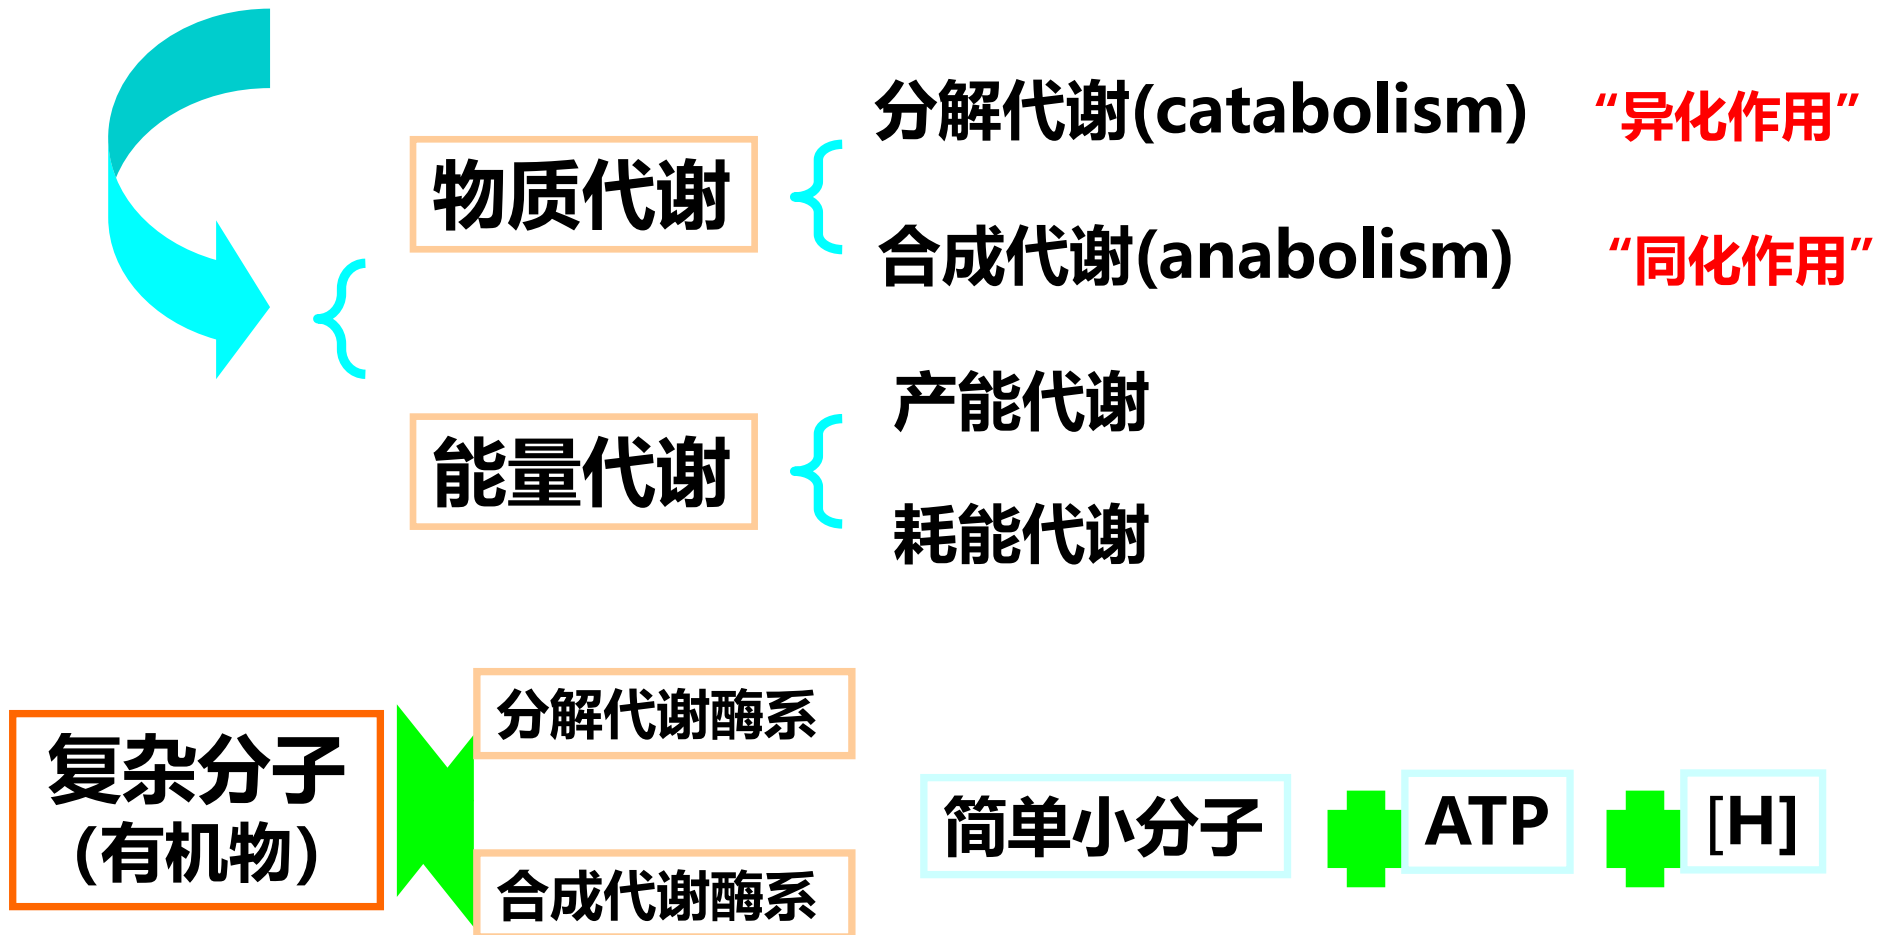 分解代谢(catabolism) “异化作用”
物质代谢
合成代谢(anabolism) “同化作用”
产能代谢
能量代谢
耗能代谢
分解代谢酶系
复杂分子
(有机物)
简单小分子
ATP
[H]
合成代谢酶系